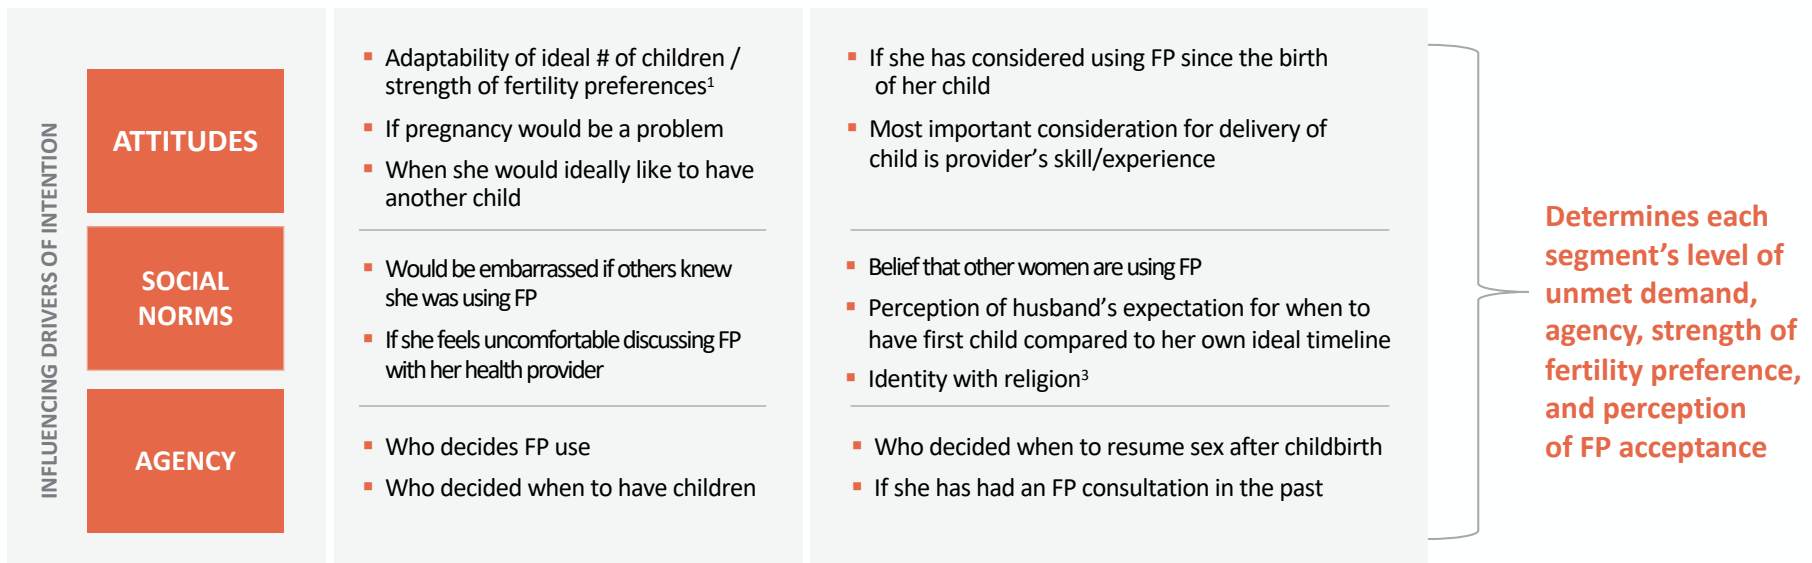 INFLUENCING DRIVERS OF INTENTION
ATTITUDES
▪ Adaptability of ideal # of children /
strength of fertility preferences¹
▪ If pregnancy would be a problem
▪ When she would ideally like to have
another child
▪ If she has considered using FP since the birth
of her child
▪ Most important consideration for delivery of
child is provider’s skill/experience
SOCIAL
NORMS
▪ Would be embarrassed if others knew
she was using FP
▪ If she feels uncomfortable discussing FP
with her health provider
▪ Belief that other women are using FP
▪ Perception of husband’s expectation for when to
have first child compared to her own ideal timeline
▪ Identity with religion³
AGENCY
▪ Who decides FP use
▪ Who decided when to have children
▪ Who decided when to resume sex after childbirth
▪ If she has had an FP consultation in the past
Determines each
segment’s level of
unmet demand,
agency, strength of
fertility preference,
and perception
of FP acceptance